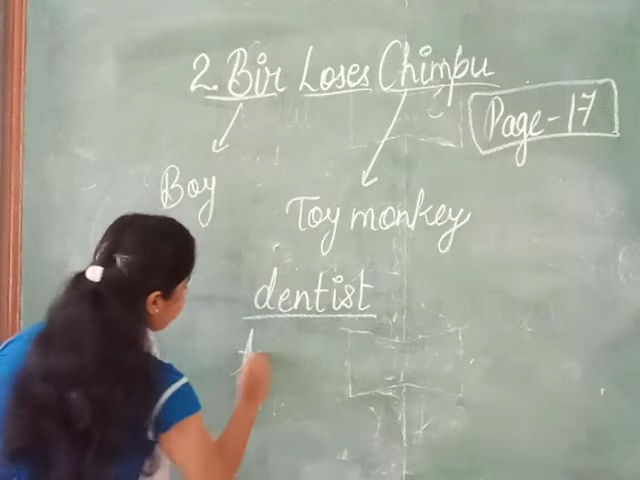 2 Bir Loses Chimpu
Page-17
Boy
Toy monkey
dentist